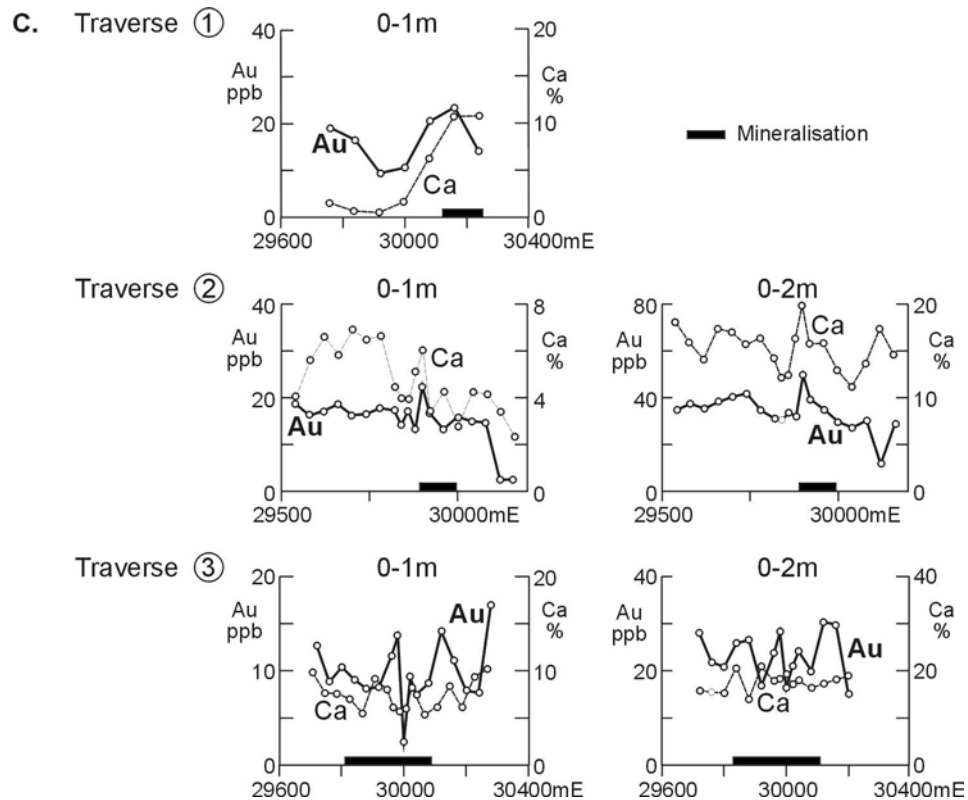 C. Traverse 1 0-1m
40 20
Au ppb Ca %
20 10
Au
Ca
0 0
29600 30000 30400mE
Mineralisation
Traverse 2 0-1m 0-2m
40 8
Au ppb Ca %
Ca
20 4
Au
0 0
29500 30000mE
80 20
Au ppb Ca %
Ca
40 10
Au
0 0
29500 30000mE
Traverse 3 0-1m 0-2m
20 20
Au ppb Au Ca %
10 10
Ca
0 0
29600 30000 30400mE
40 40
Au ppb Ca %
Au
20 20
Ca
0 0
29600 30000 30400mE